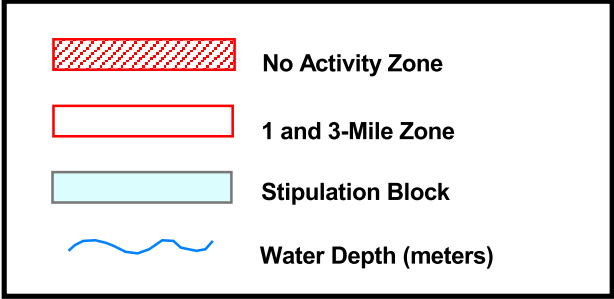 No Activity Zone
1 and 3-Mile Zone
Stipulation Block
Water Depth (meters)